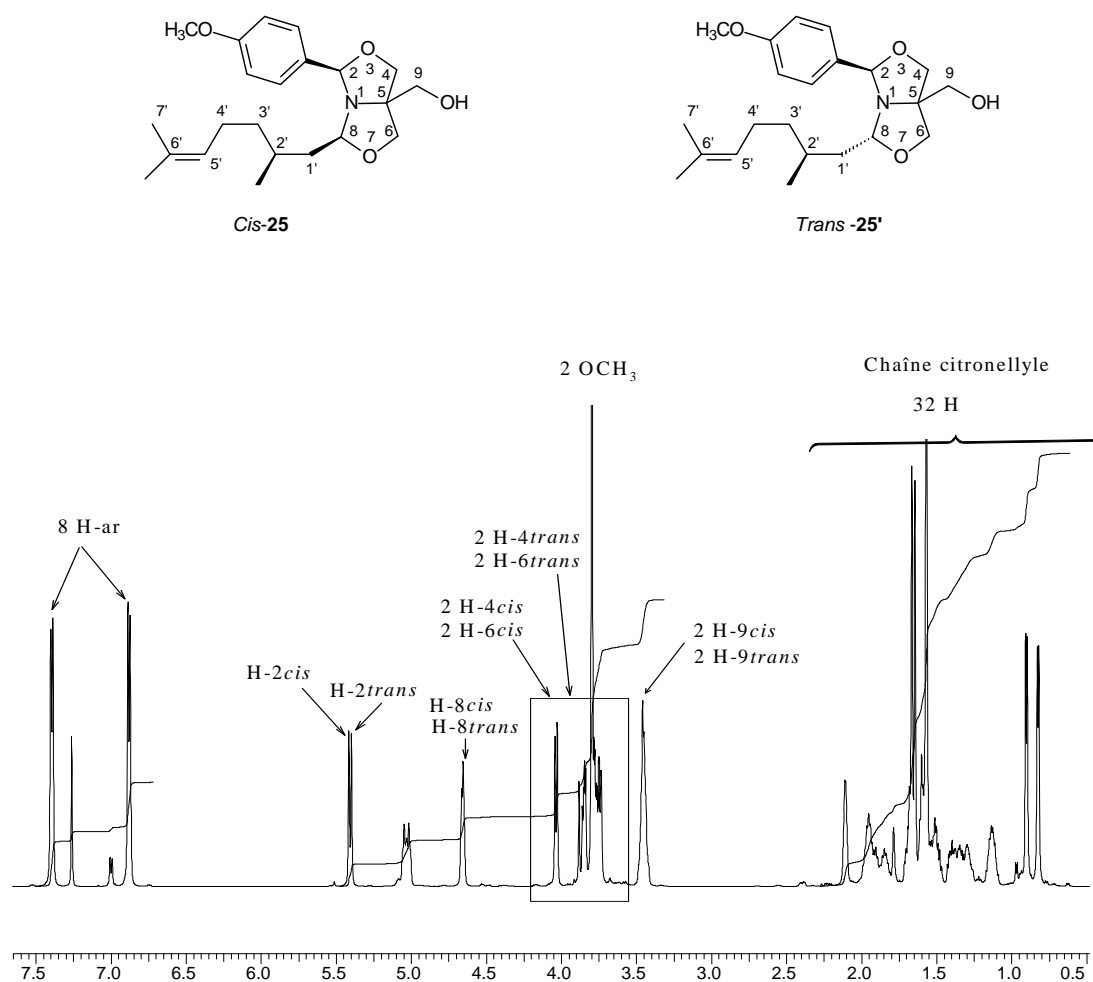 H3CO
O
2
3
4
9
1
5
N
OH
7'
4'
3'
6
8
6'
2'
7
5'
O
1'
Cis-25
H3CO
O
2
3
4
9
1
5
N
OH
7'
4'
3'
6
8
6'
2'
7
5'
O
1'
Trans -25'
2 OCH3
Chaîne citronellyle
32 H
8 H-ar
2 H-4trans
2 H-6trans
2 H-4cis
2 H-6cis
2 H-9cis
2 H-9trans
H-2cis
H-2trans
H-8cis
H-8trans
7.5 7.0 6.5 6.0 5.5 5.0 4.5 4.0 3.5 3.0 2.5 2.0 1.5 1.0 0.5